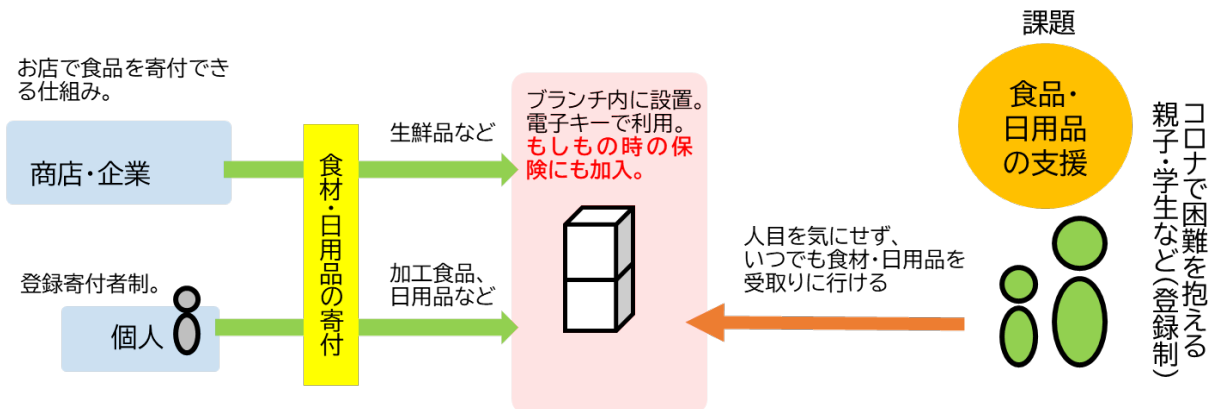 お店で食品を寄付でき
る仕組み。
商店・企業
登録寄付者制。
個人
食材・日用品の寄付
生鮮品など
加工食品、
日用品など
ブランチ内に設置。
電子キーで利用。
もしもの時の保
険にも加入。
人目を気にせず、
いつでも食材・日用品を
受取りに行ける
課題
食品・
日用品
の支援
コロナで困難を抱える
親子・学生など（登録制）